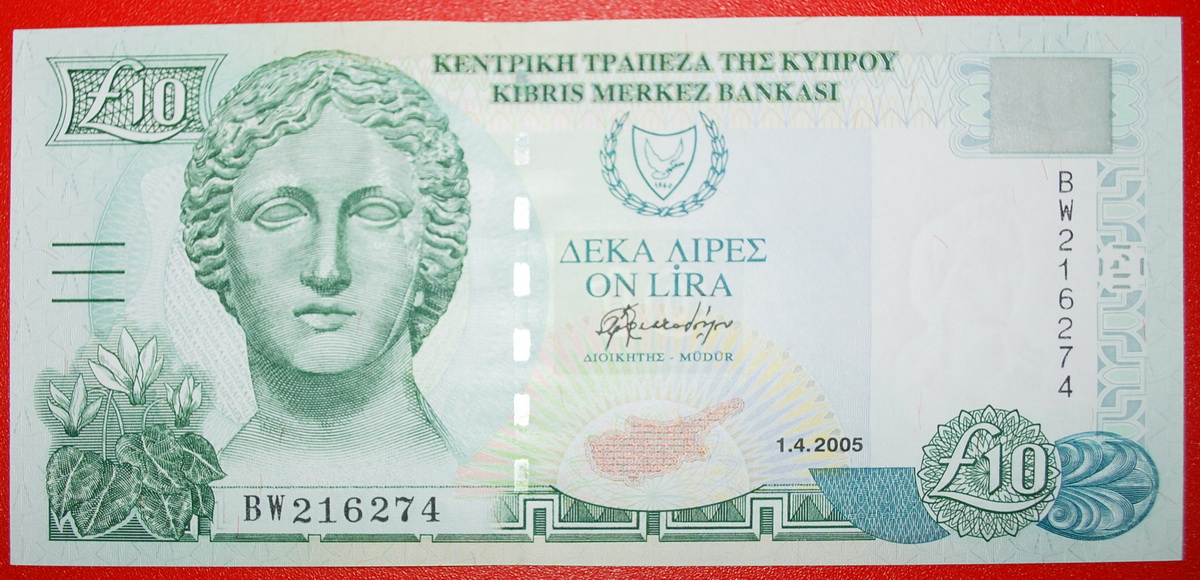 £10
ΚΕΝΤΡΙΚΗ ΤΡΑΠΕΖΑ ΤΗΣ ΚΥΠΡΟΥ
KIBRIS MERKEZ BANKASI
1960
ΔΕΚΑ ΛΙΡΕΣ
ON LİRA
ΔΙΟΙΚΗΤΗΣ - MÜDÜR
BW216274
1.4.2005
£10
BW216274